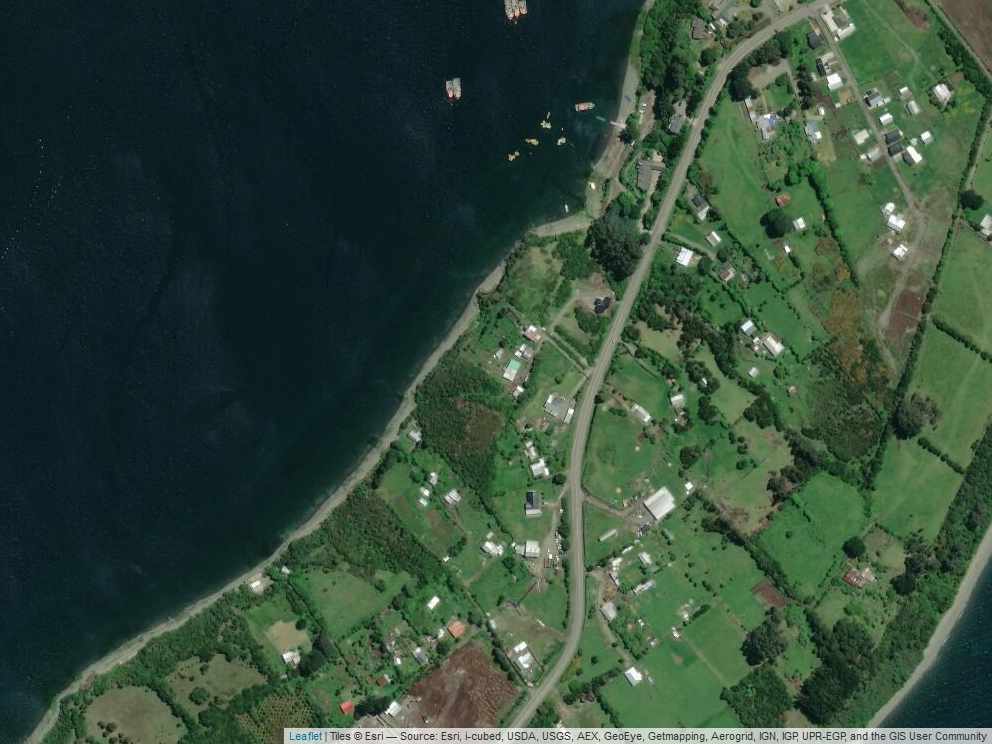 Leaflet | Tiles © Esri — Source: Esri, i-cubed, USDA, USGS, AEX, GeoEye, Getmapping, Aerogrid, IGN, IGP, UPR-EGP, and the GIS User Community